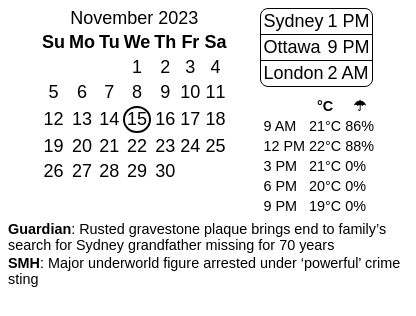 November 2023
Su Mo Tu We Th Fr Sa
1 2 3 4
5 6 7 8 9 10 11
12 13 14 15 16 17 18
19 20 21 22 23 24 25
26 27 28 29 30
Sydney 1 PM
Ottawa 9 PM
London 2 AM
°C ☂
9 AM 21°C 86%
12 PM 22°C 88%
3 PM 21°C 0%
6 PM 20°C 0%
9 PM 19°C 0%
Guardian: Rusted gravestone plaque brings end to family’s
search for Sydney grandfather missing for 70 years
SMH: Major underworld figure arrested under ‘powerful’ crime
sting